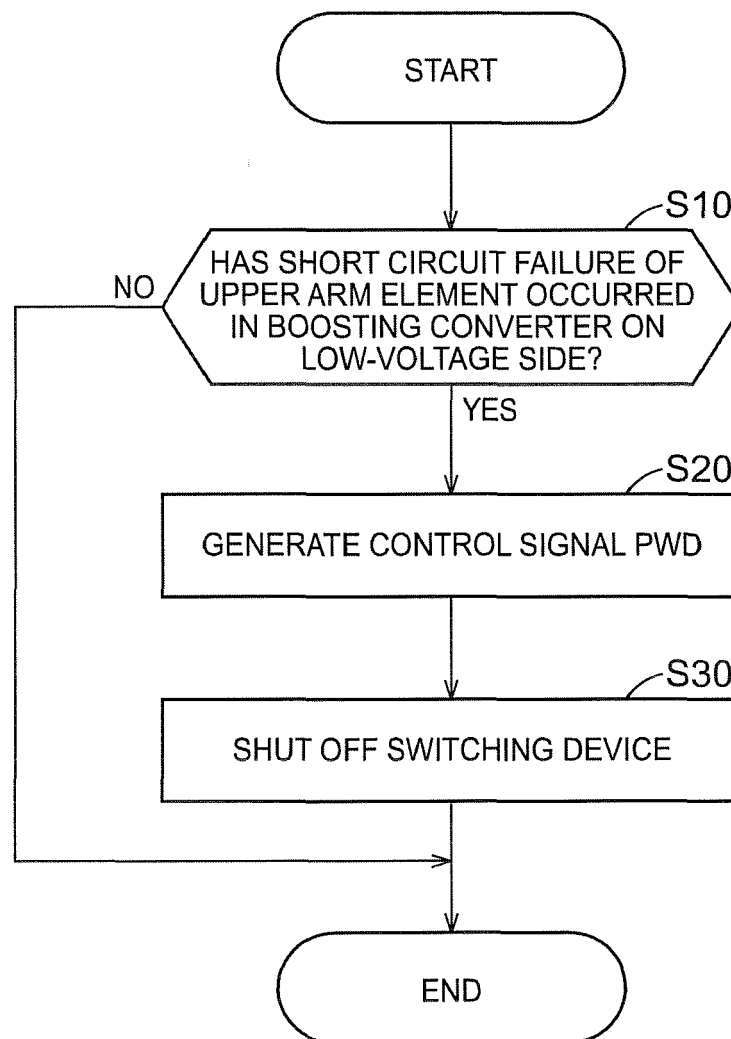 START
S10
HAS SHORT CIRCUIT FAILURE OF
UPPER ARM ELEMENT OCCURRED
IN BOOSTING CONVERTER ON
LOW-VOLTAGE SIDE?
NO
YES
S20
GENERATE CONTROL SIGNAL PWD
S30
SHUT OFF SWITCHING DEVICE
END